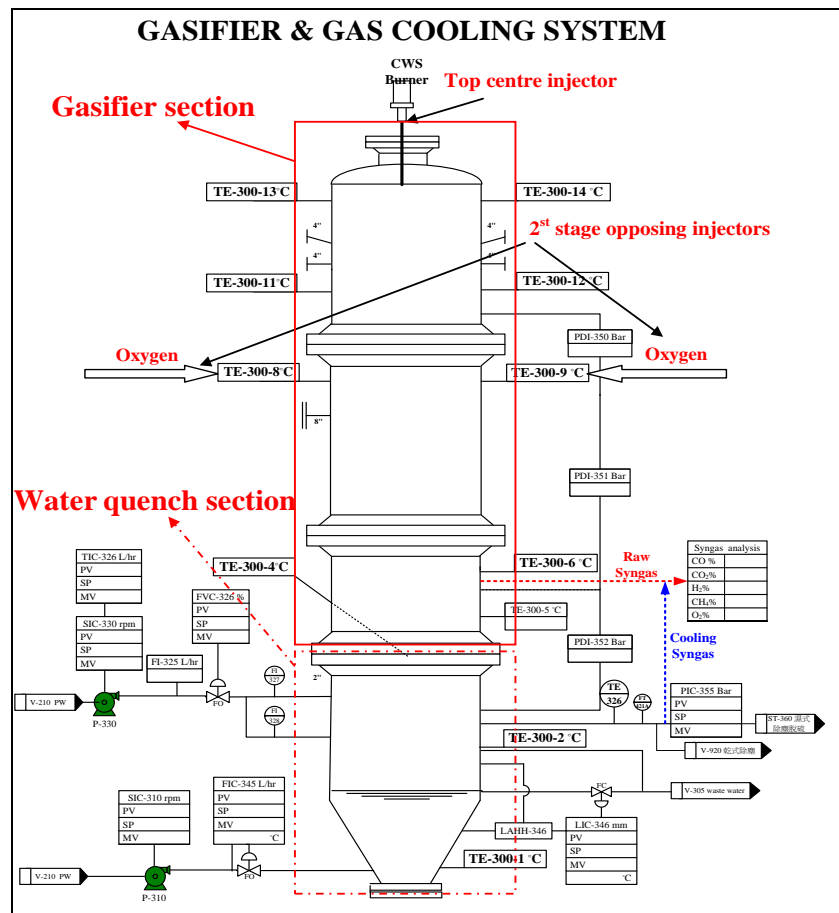 GASIFIER & GAS COOLING SYSTEM
CWS
Burner
Top centre injector
Gasifier section
TE-300-13°C
TE-300-14 °C
4"
4"
2st stage opposing injectors
4"
4"
TE-300-11°C
TE-300-12°C
PDI-350 Bar
Oxygen
Oxygen
TE-300-8°C
TE-300-9 °C
8"
PDI-351 Bar
Water quench section
TIC-326 L/hr
PV
SP
MV
TE-300-4°C
TE-300-6 °C
Raw
Syngas
Syngas analysis
CO %
CO2%
H2%
CH4%
O2%
FVC-326 %
PV
SP
MV
SIC-330 rpm
PV
SP
MV
TE-300-5 °C
PDI-352 Bar
Cooling
Syngas
FI-325 L/hr
FI
327
2"
TE
326
FT
421A
PIC-355 Bar
PV
SP
MV
V-210 PW
P-330
FO
FI
328
ST-360 濕式
除塵脫硫
TE-300-2 °C
V-920 乾式除塵
SIC-310 rpm
PV
SP
MV
FIC-345 L/hr
PV
SP
MV
°C
FC
V-305 waste water
LAHH-346
LIC-346 mm
PV
SP
MV
°C
TE-300-1 °C
V-210 PW
P-310
FO